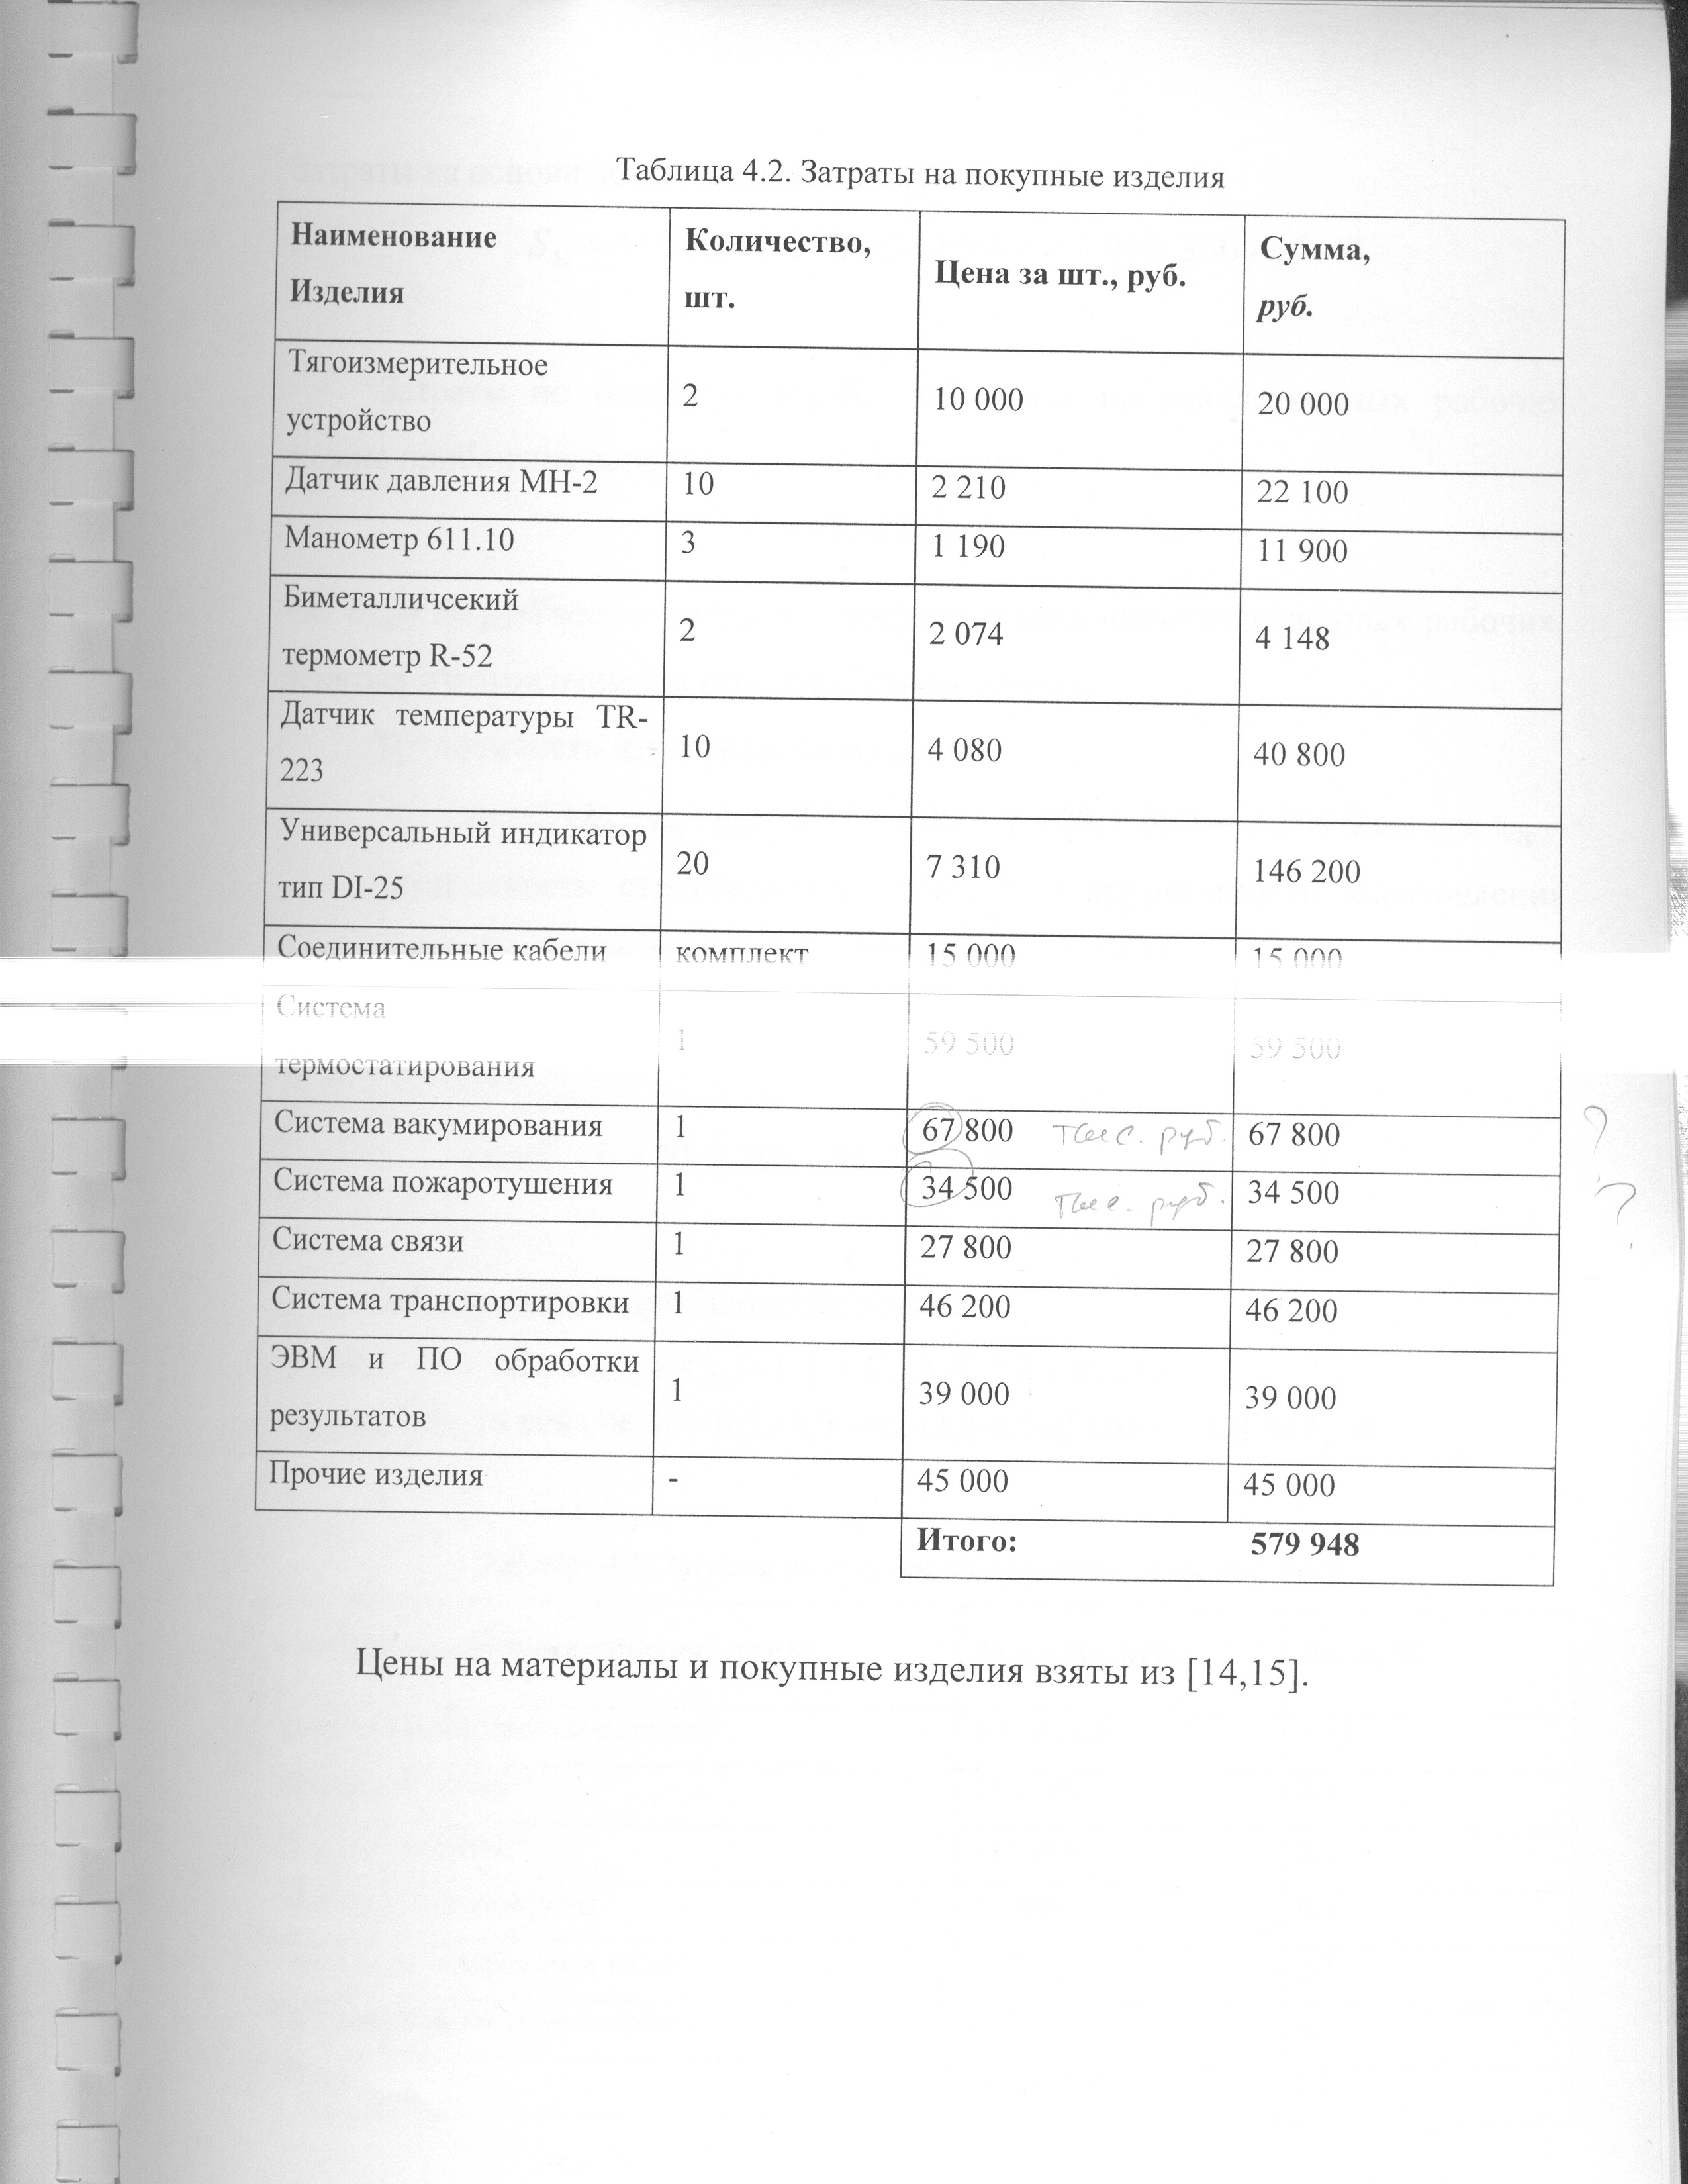 Таблица 4.2. Затраты на покупные изделия
Наименование
Изделия
Количество,
шт.
Цена за шт., руб.
Сумма,
руб.
Тягоизмерительное
устройство
2
10 000
20 000
Датчик давления МН-2
10
2 210
22 100
Манометр 611.10
3
1 190
11 900
Биметалличсекий
термометр R-52
2
2 074
4 148
Датчик температуры TR-
223
10
4 080
40 800
Универсальный индикатор
тип DI-25
20
7 310
146 200
Соединительные кабели
комплект
15 000
15 000
Система
термостатирования
1
59 500
59 500
Система вакумирования
1
67 800
тыс. руб.
67 800
?
Система пожаротушения
1
34 500
тыс. руб.
34 500
?
Система связи
1
27 800
27 800
Система транспортировки
1
46 200
46 200
ЭВМ и ПО обработки
результатов
1
39 000
39 000
Прочие изделия
-
45 000
45 000
Итого:
579 948
Цены на материалы и покупные изделия взяты из [14,15].